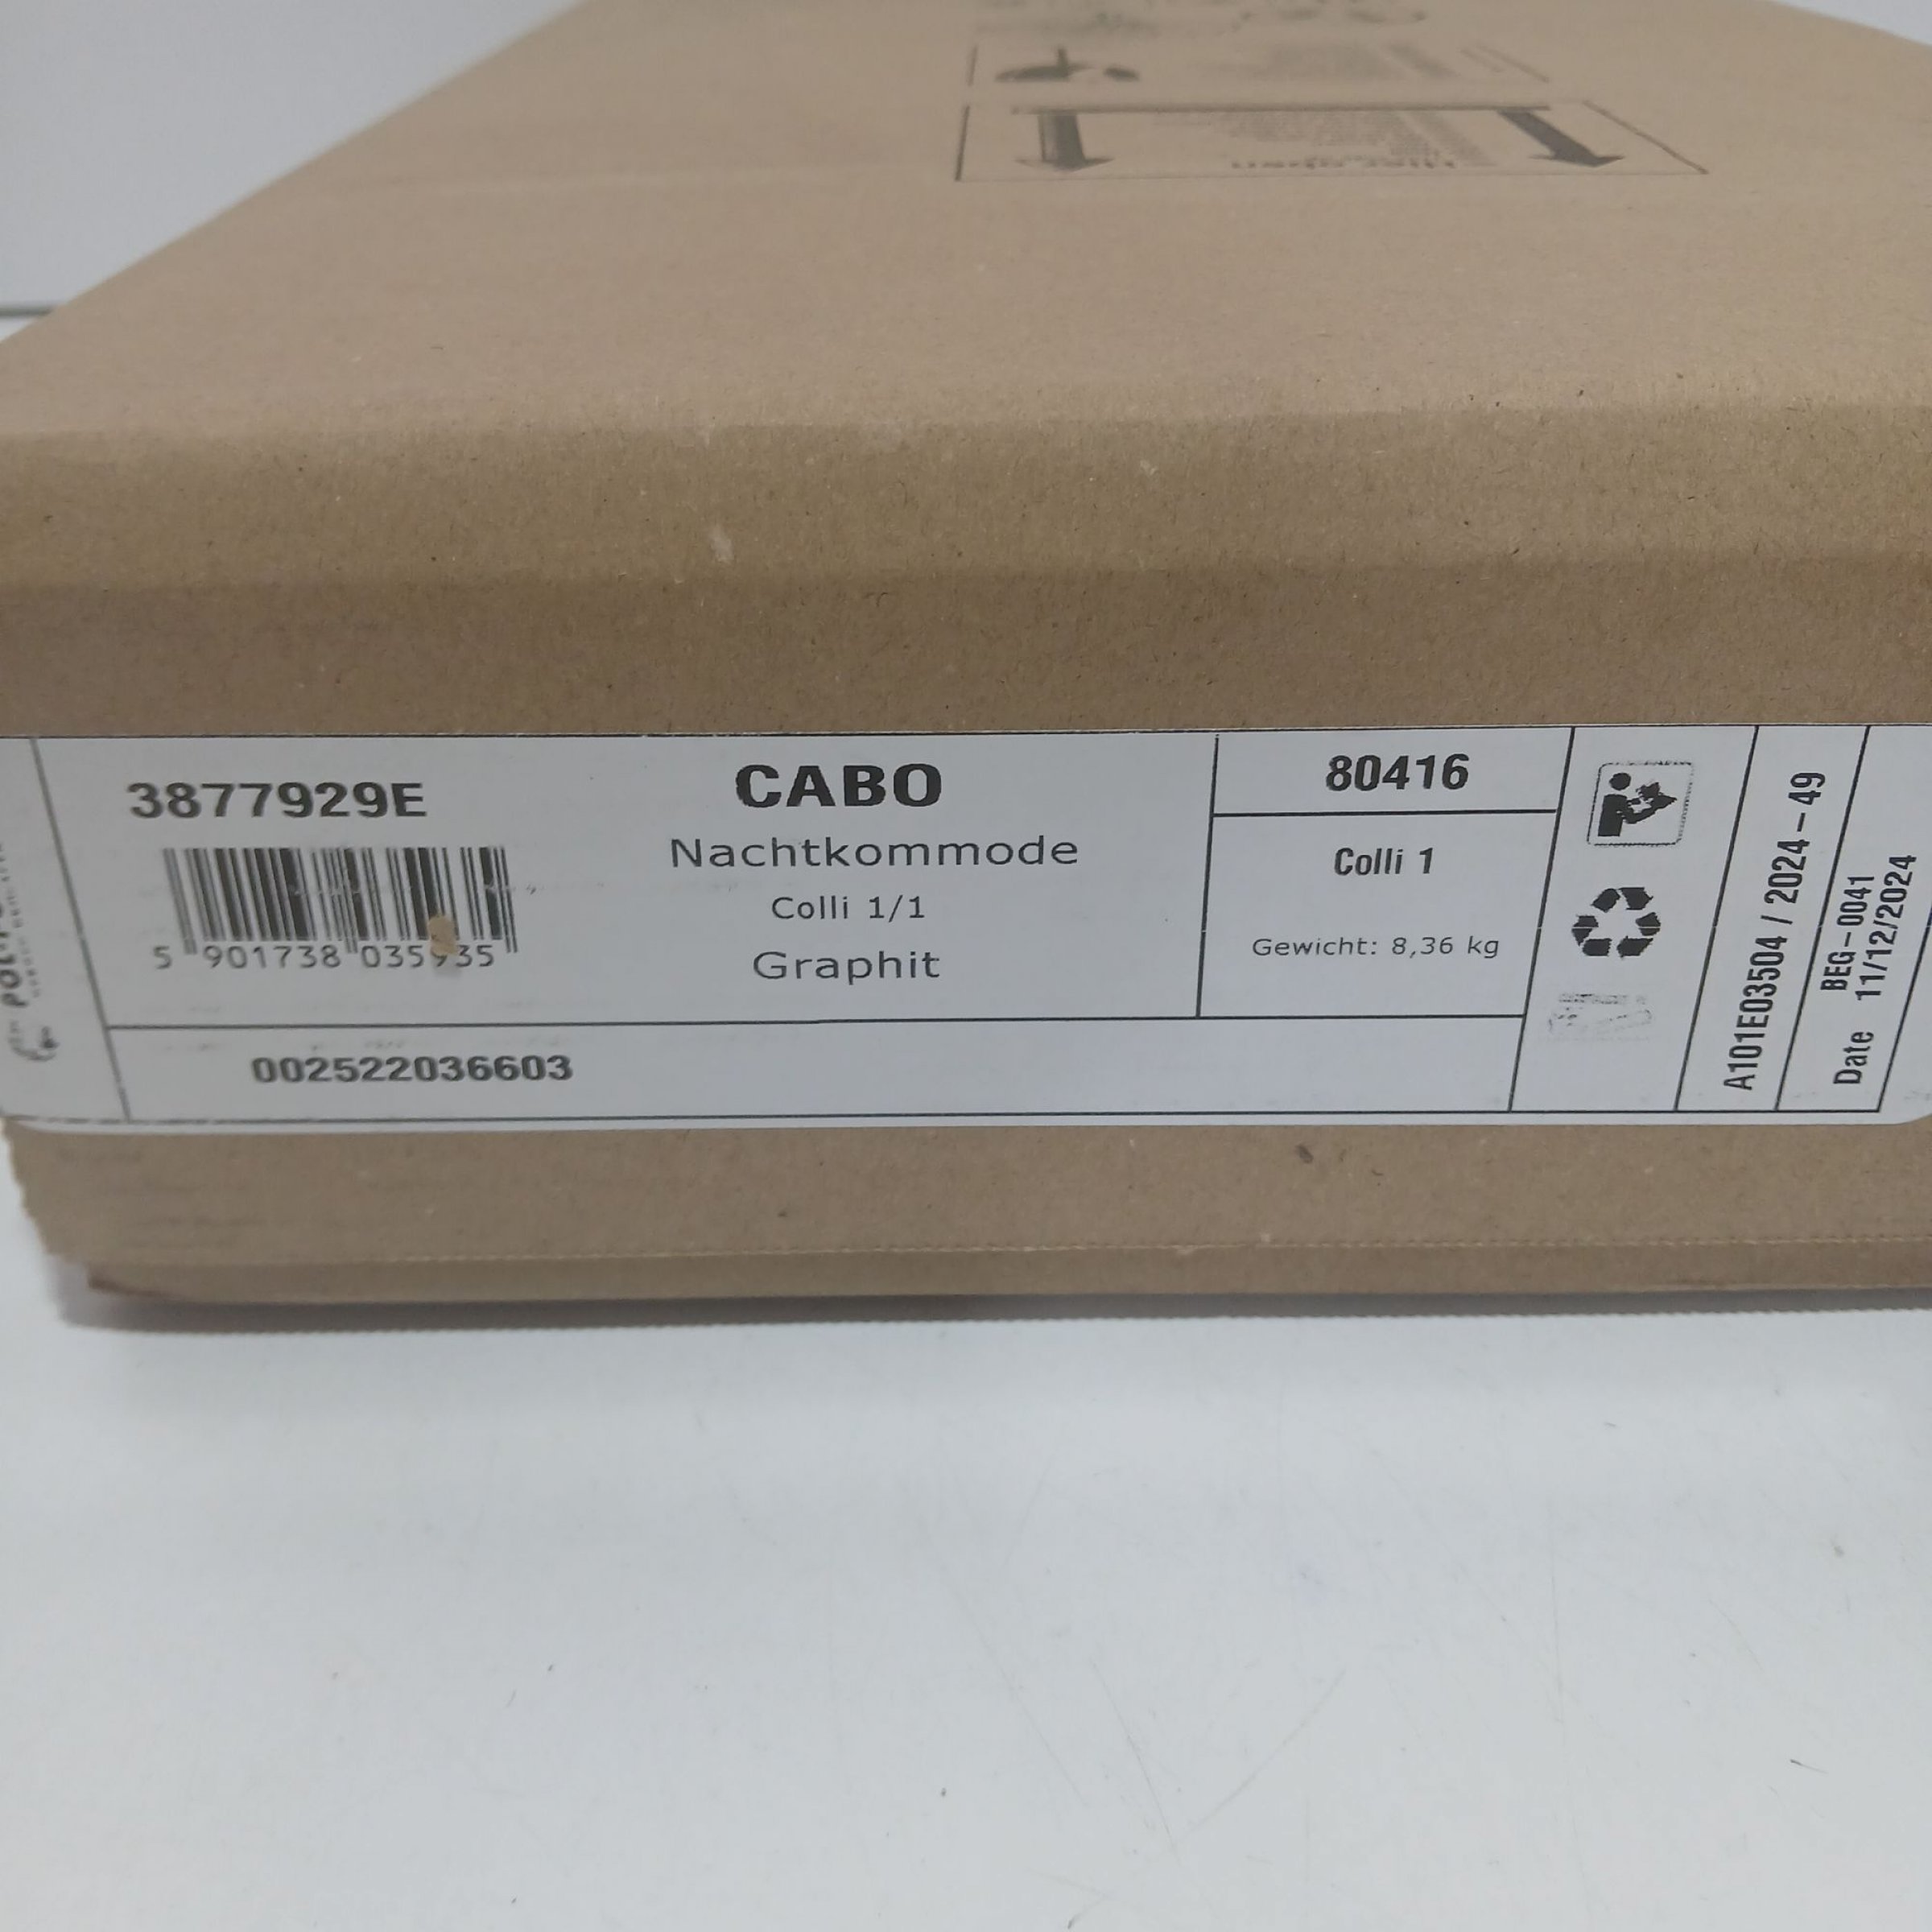 3877929E
5 901738 035935
CABO
Nachtkommode
Colli 1/1
Graphit
80416
Colli 1
Gewicht: 8,36 kg
002522036603
A101E03504 / 2024-49
BEG-0041
Date 11/12/2024